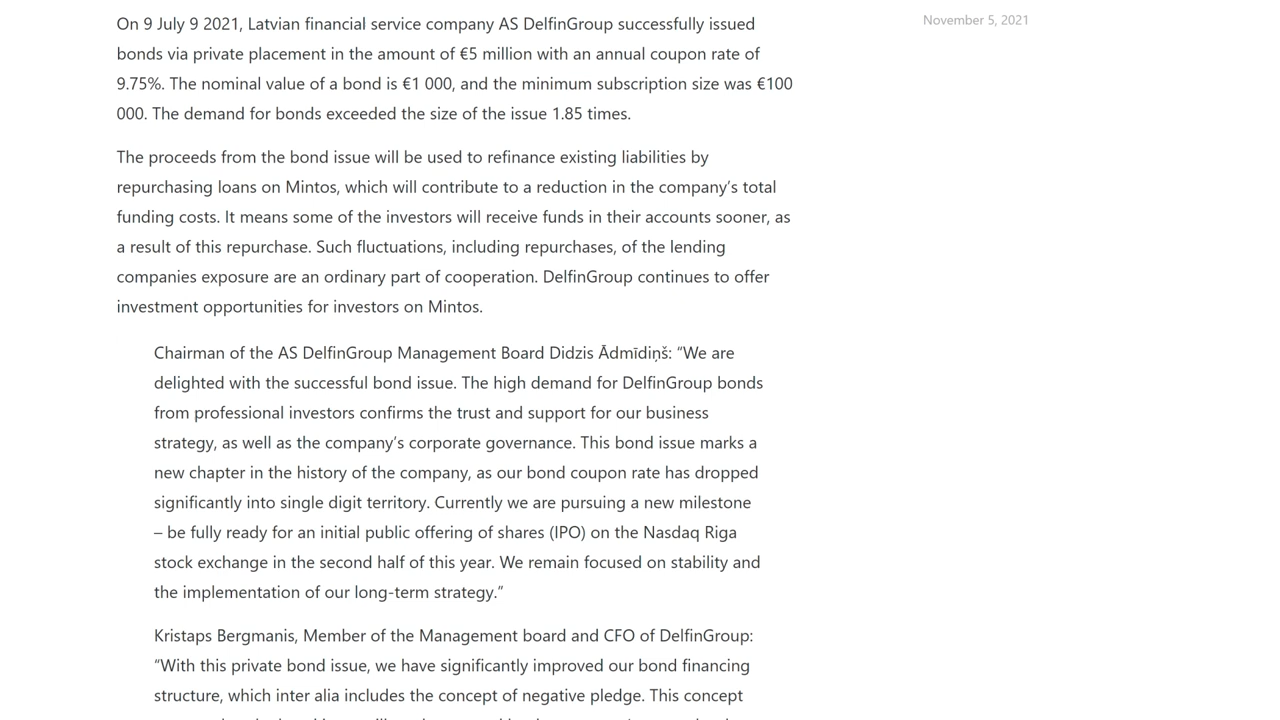 On 9 July 9 2021, Latvian financial service company AS DelfinGroup successfully issued
bonds via private placement in the amount of €5 million with an annual coupon rate of
9.75%. The nominal value of a bond is €1 000, and the minimum subscription size was €100
000. The demand for bonds exceeded the size of the issue 1.85 times.
The proceeds from the bond issue will be used to refinance existing liabilities by
repurchasing loans on Mintos, which will contribute to a reduction in the company’s total
funding costs. It means some of the investors will receive funds in their accounts sooner, as
a result of this repurchase. Such fluctuations, including repurchases, of the lending
companies exposure are an ordinary part of cooperation. DelfinGroup continues to offer
investment opportunities for investors on Mintos.
Chairman of the AS DelfinGroup Management Board Didzis Ādmīdiņš: “We are
delighted with the successful bond issue. The high demand for DelfinGroup bonds
from professional investors confirms the trust and support for our business
strategy, as well as the company’s corporate governance. This bond issue marks a
new chapter in the history of the company, as our bond coupon rate has dropped
significantly into single digit territory. Currently we are pursuing a new milestone
– be fully ready for an initial public offering of shares (IPO) on the Nasdaq Riga
stock exchange in the second half of this year. We remain focused on stability and
the implementation of our long-term strategy.”
Kristaps Bergmanis, Member of the Management board and CFO of DelfinGroup:
“With this private bond issue, we have significantly improved our bond financing
structure, which inter alia includes the concept of negative pledge. This concept
November 5, 2021